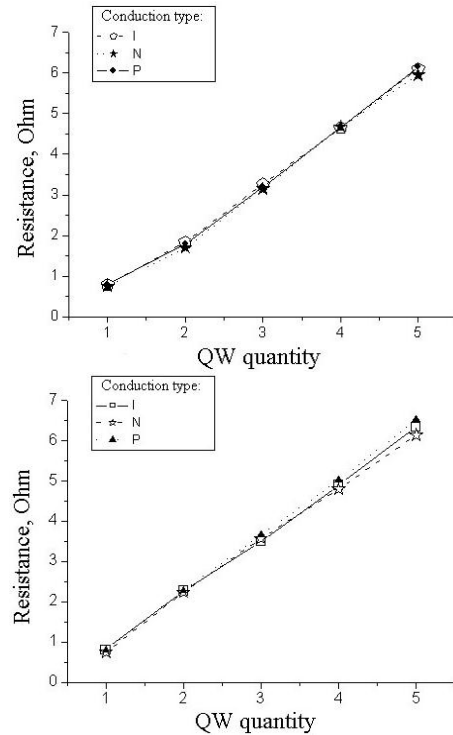 Conduction type:
I
N
P
Resistance, Ohm
7
6
5
4
3
2
1
0
1 2 3 4 5
QW quantity
Conduction type:
I
N
P
Resistance, Ohm
7
6
5
4
3
2
1
0
1 2 3 4 5
QW quantity